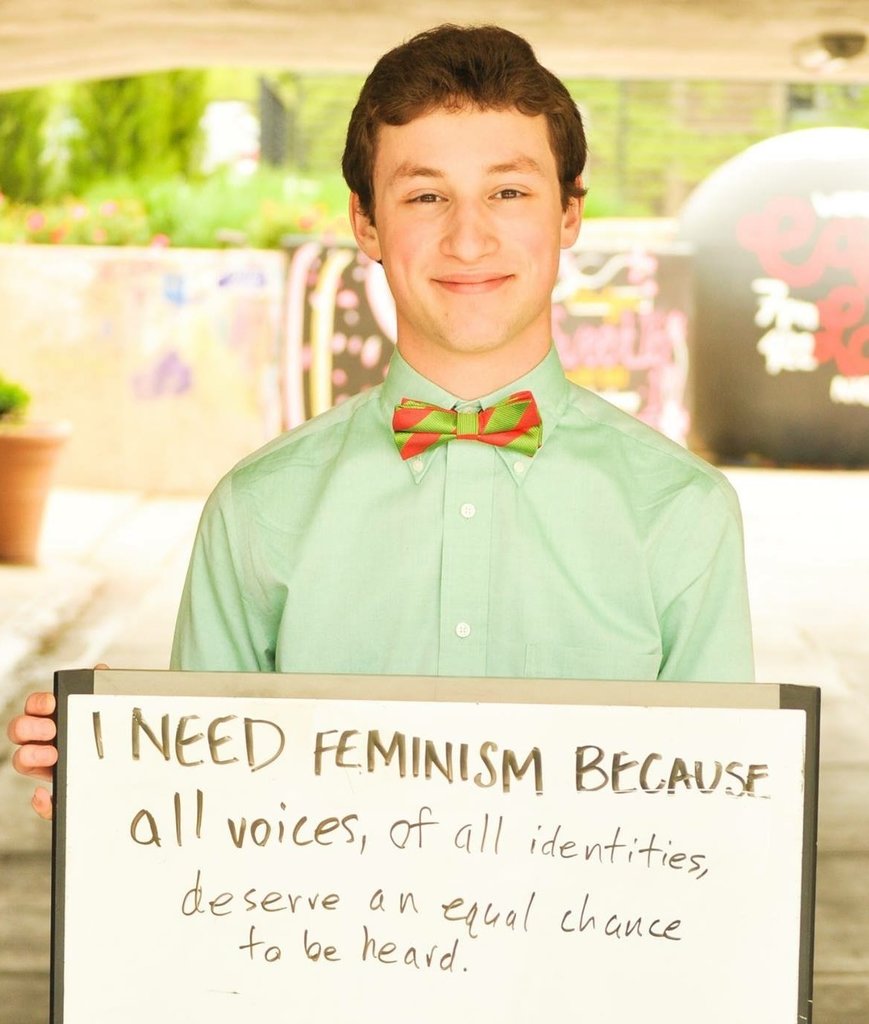 I NEED FEMINISM BECAUSE
all voices, of all identities,
deserve an equal chance
to be heard.